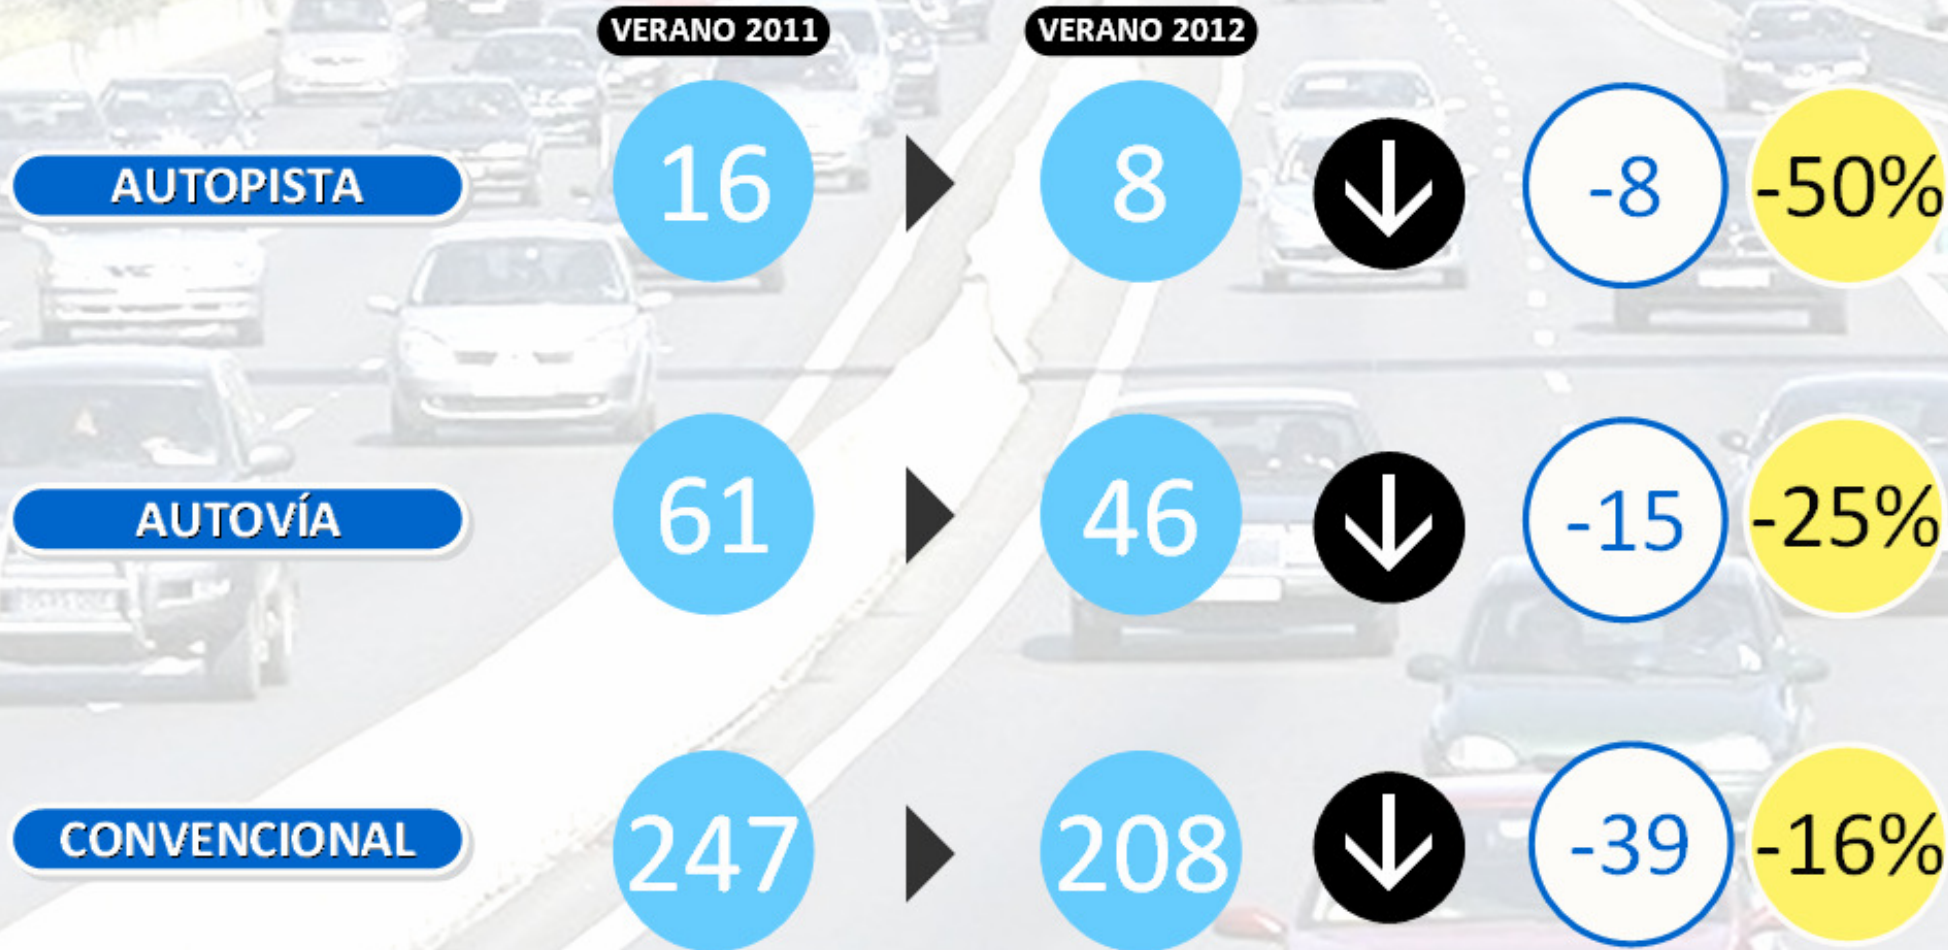 VERANO 2011 VERANO 2012
AUTOPISTA 16 8 -8 -50%
AUTOVÍA 61 46 -15 -25%
CONVENCIONAL 247 208 -39 -16%